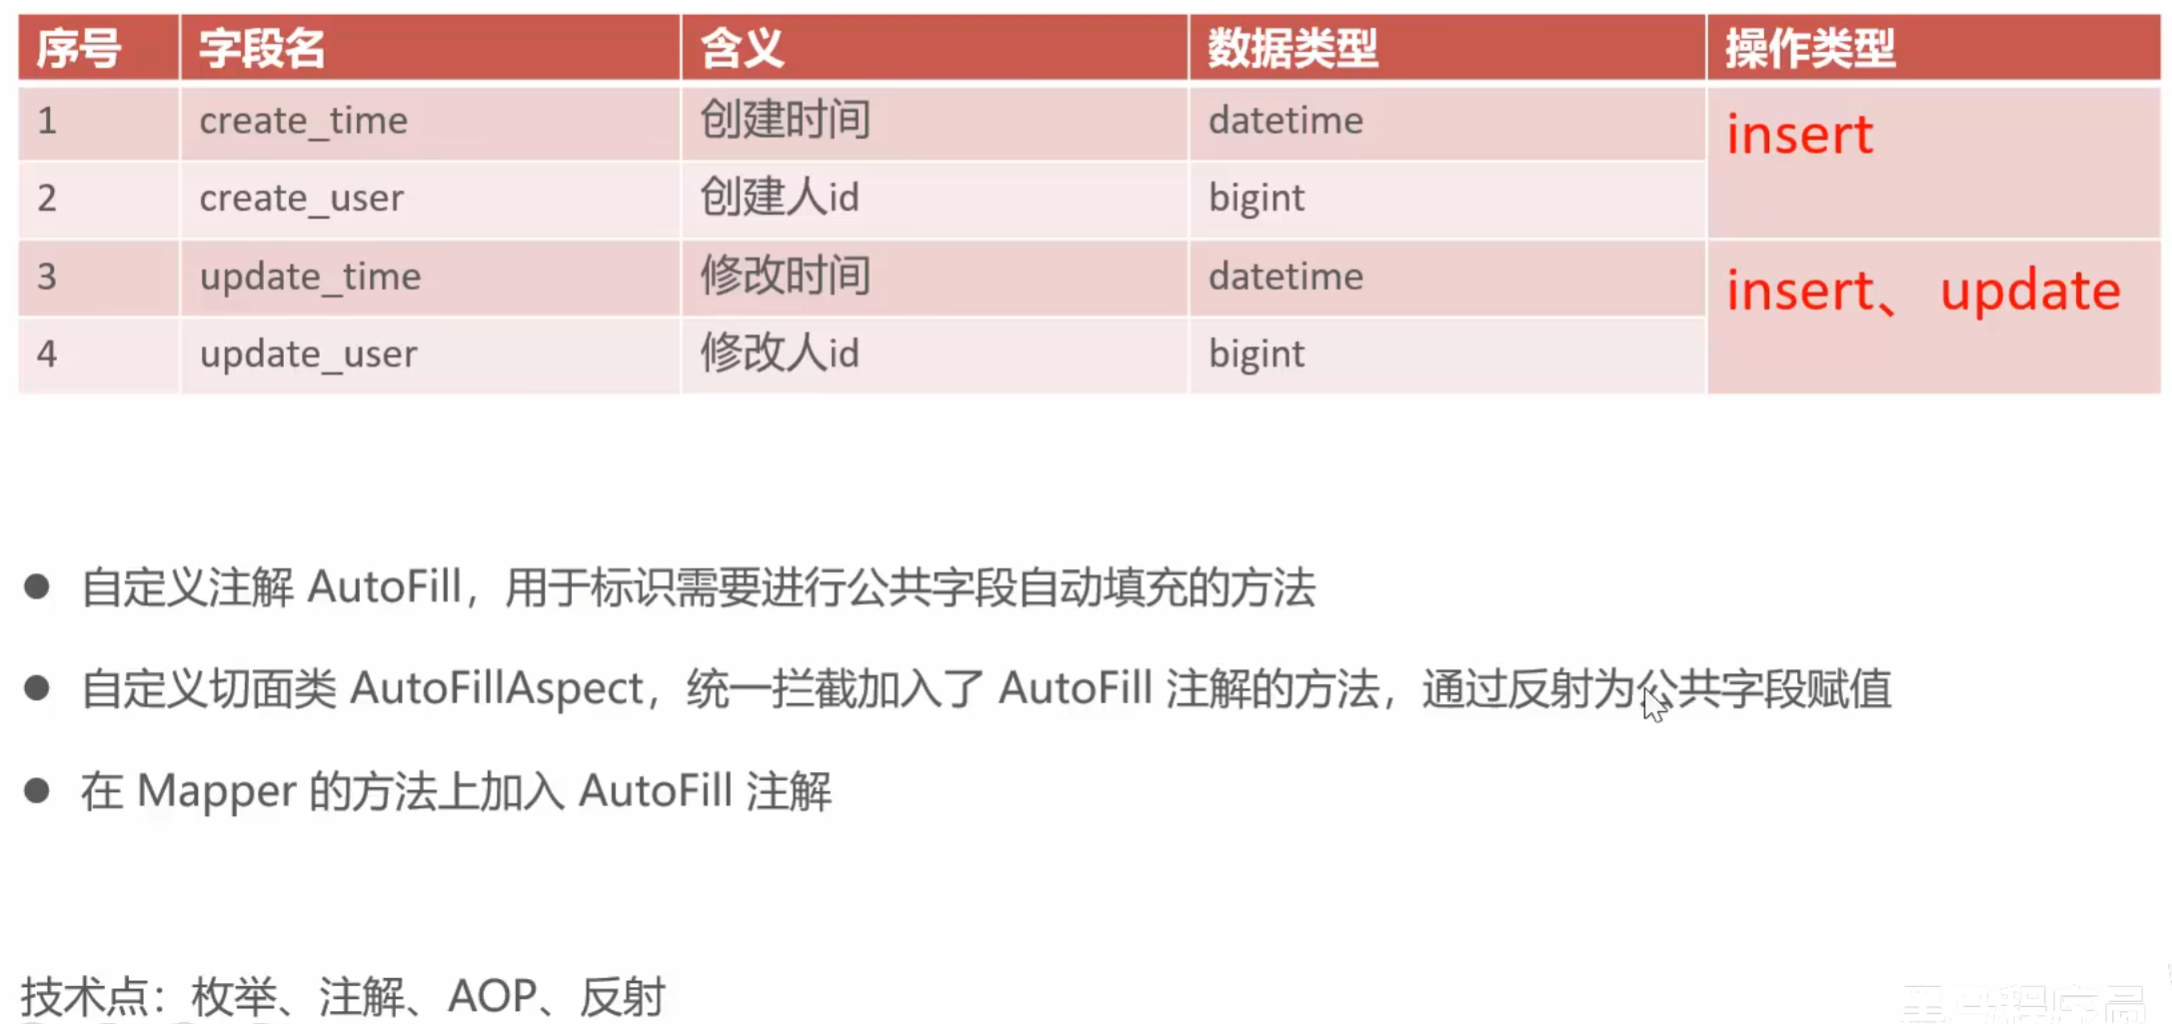 序号 字段名 含义 数据类型 操作类型
1 create_time 创建时间 datetime insert
2 create_user 创建人id bigint
3 update_time 修改时间 datetime insert、 update
4 update_user 修改人id bigint
● 自定义注解 AutoFill，用于标识需要进行公共字段自动填充的方法
● 自定义切面类 AutoFillAspect，统一拦截加入了 AutoFill 注解的方法，通过反射为公共字段赋值
● 在 Mapper 的方法上加入 AutoFill 注解
技术点：枚举、注解、AOP、反射